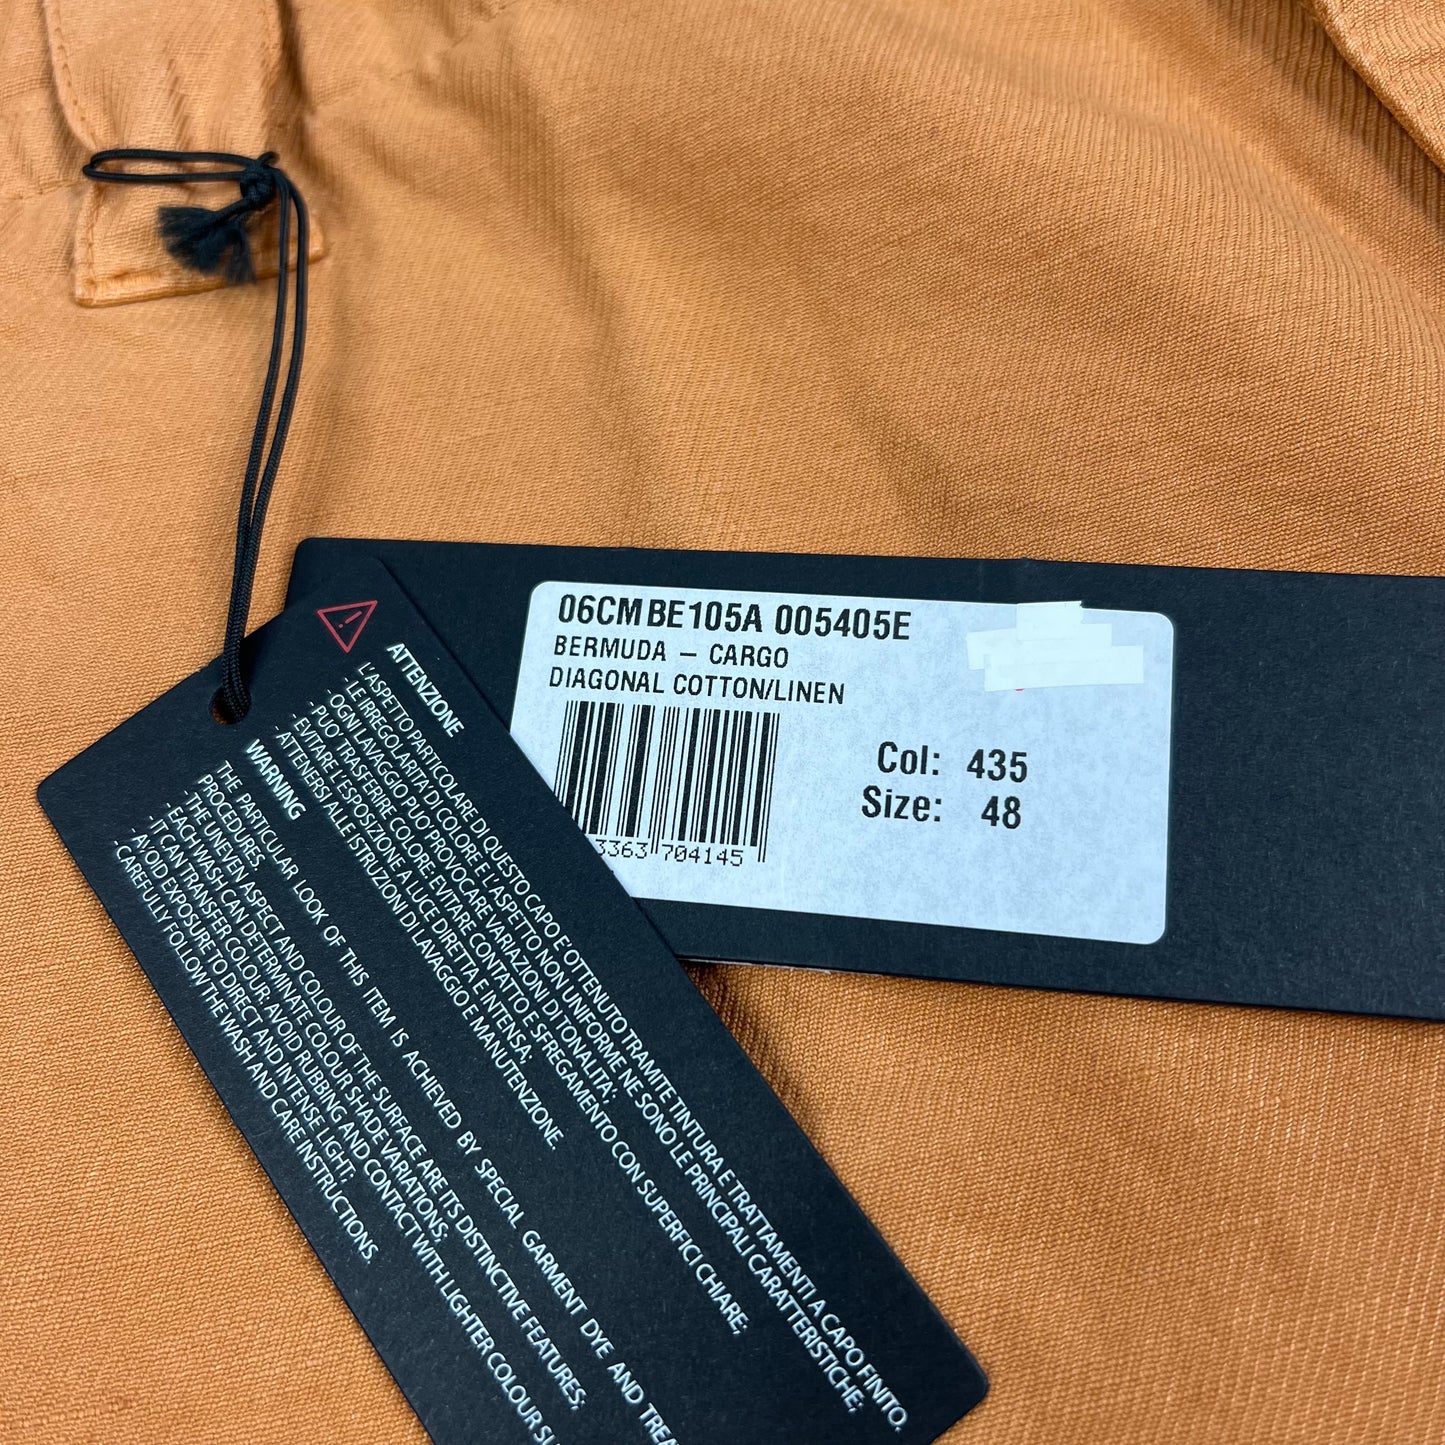 06CMBE105A 005405E
BERMUDA – CARGO
DIAGONAL COTTON/LINEN
Col: 435
Size: 48
3363 704145
ATTENZIONE
L'ASPETTO PARTICOLARE DI QUESTO CAPO E' OTTENUTO TRAMITE TINTURA E TRATTAMENTI A CAPO FINITO.
- LE IRREGOLARITA' DI COLORE E L'ASPETTO NON UNIFORME NE SONO LE PRINCIPALI CARATTERISTICHE;
- OGNI LAVAGGIO PUO' PROVOCARE VARIAZIONI DI TONALITA';
- PUO' TRASFERIRE COLORE: EVITARE CONTATTO E SFREGAMENTO CON SUPERFICI CHIARE;
- EVITARE L'ESPOSIZIONE A LUCE DIRETTA E INTENSA;
- ATTENERSI ALLE ISTRUZIONI DI LAVAGGIO E MANUTENZIONE.
WARNING
THE PARTICULAR LOOK OF THIS ITEM IS ACHIEVED BY SPECIAL GARMENT DYE AND
PROCEDURES.
- THE UNEVEN ASPECT AND COLOUR OF THE SURFACE ARE ITS DISTINCTIVE FEATURES;
- EACH WASH CAN DETERMINATE COLOUR SHADE VARIATIONS;
- IT CAN TRANSFER COLOUR: AVOID RUBBING AND CONTACT WITH LIGHTER COLOUR
- AVOID EXPOSURE TO DIRECT AND INTENSE LIGHT;
- CAREFULLY FOLLOW THE WASH AND CARE INSTRUCTIONS.